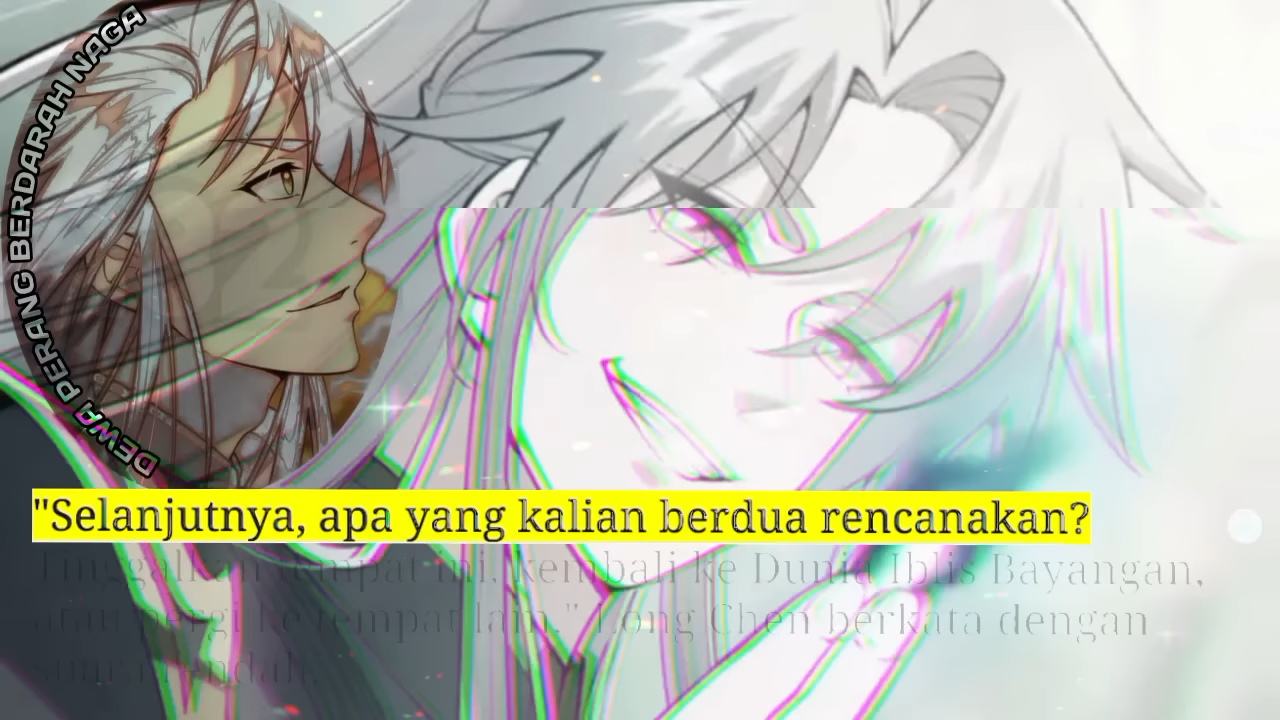 DEWA PERANG BERDARAH NAGA
"Selanjutnya, apa yang kalian berdua rencanakan?
Tinggalkan tempat ini, kembali ke Dunia Iblis Bayangan,
atau pergi ke tempat lain." Long Chen berkata dengan